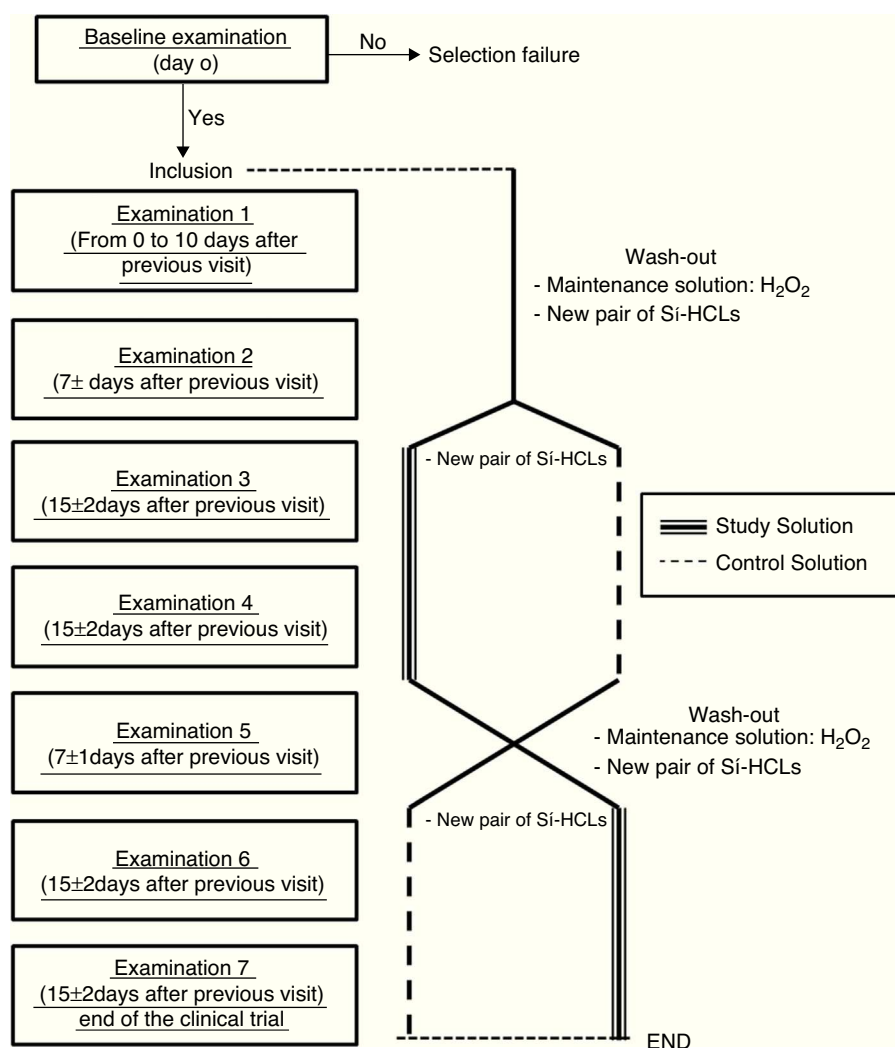 Baseline examination
(day o)
No
Selection failure
Yes
Inclusion
Examination 1
(From 0 to 10 days after
previous visit)
Wash-out
- Maintenance solution: H₂O₂
- New pair of Sí-HCLs
Examination 2
(7± days after previous visit)
Examination 3
(15±2days after previous visit)
- New pair of Sí-HCLs
Study Solution
Control Solution
Examination 4
(15±2days after previous visit)
Examination 5
(7±1days after previous visit)
Wash-out
- Maintenance solution: H₂O₂
- New pair of Sí-HCLs
Examination 6
(15±2days after previous visit)
- New pair of Sí-HCLs
Examination 7
(15±2days after previous visit)
end of the clinical trial
END